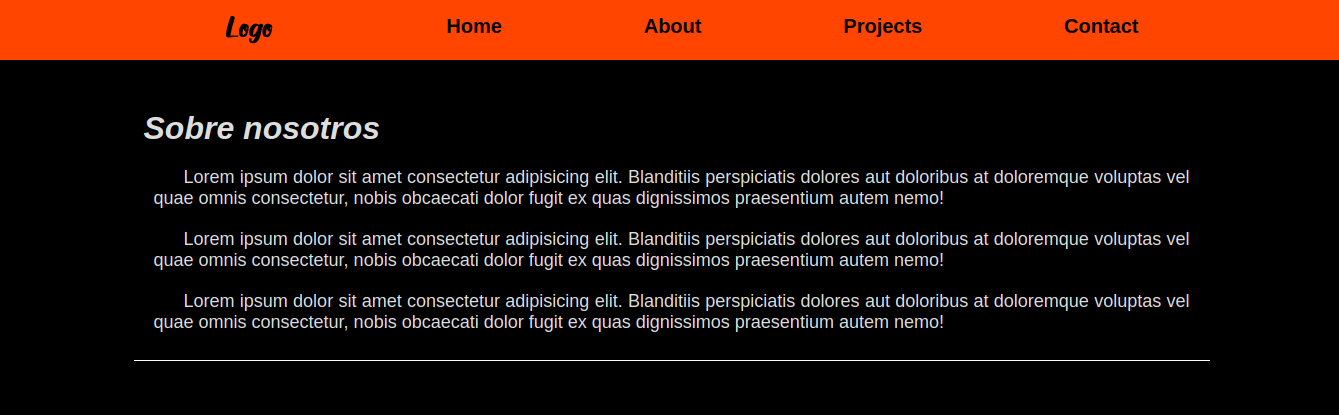 Logo Home About Projects Contact
Sobre nosotros
Lorem ipsum dolor sit amet consectetur adipisicing elit. Blanditiis perspiciatis dolores aut doloribus at doloremque voluptas vel
quae omnis consectetur, nobis obcaecati dolor fugit ex quas dignissimos praesentium autem nemo!
Lorem ipsum dolor sit amet consectetur adipisicing elit. Blanditiis perspiciatis dolores aut doloribus at doloremque voluptas vel
quae omnis consectetur, nobis obcaecati dolor fugit ex quas dignissimos praesentium autem nemo!
Lorem ipsum dolor sit amet consectetur adipisicing elit. Blanditiis perspiciatis dolores aut doloribus at doloremque voluptas vel
quae omnis consectetur, nobis obcaecati dolor fugit ex quas dignissimos praesentium autem nemo!